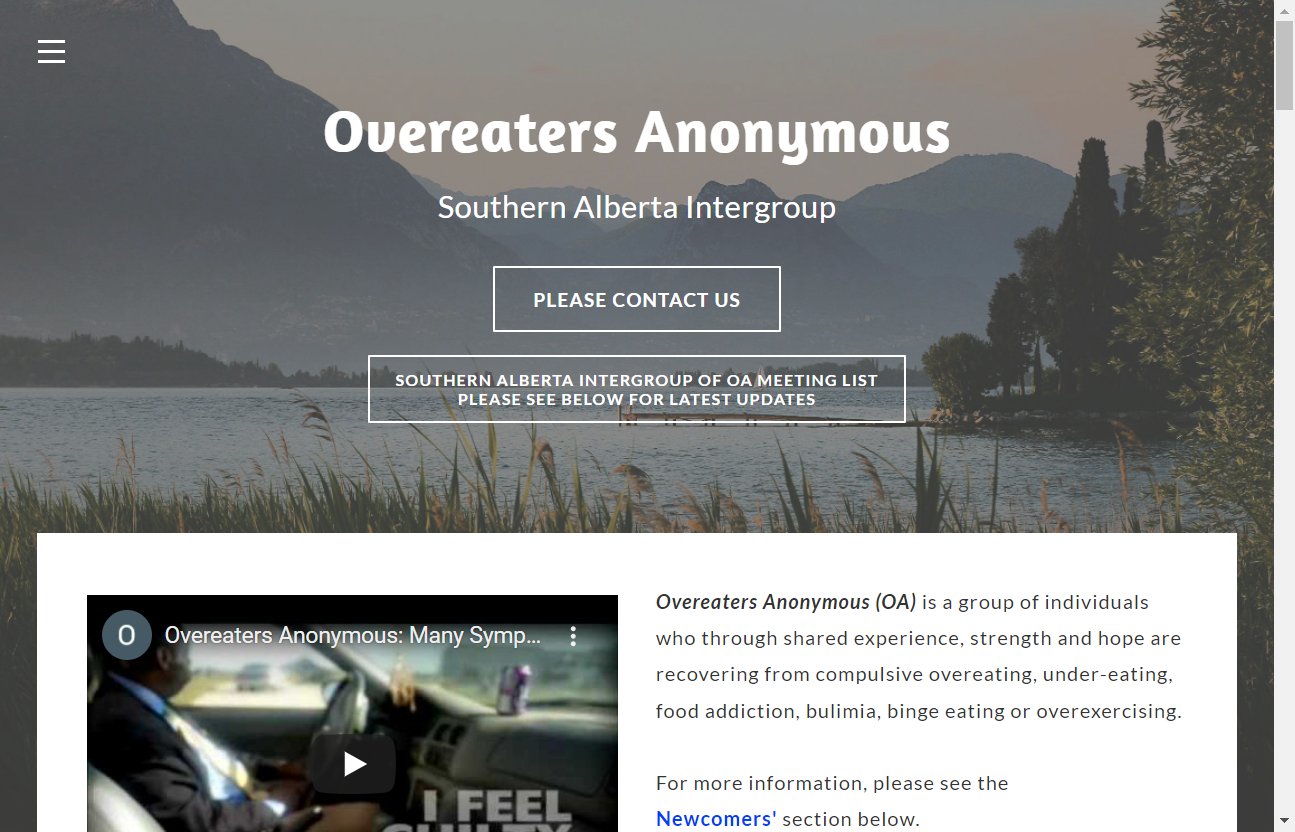 Overeaters Anonymous
Southern Alberta Intergroup
PLEASE CONTACT US
SOUTHERN ALBERTA INTERGROUP OF OA MEETING LIST
PLEASE SEE BELOW FOR LATEST UPDATES
O
Overeaters Anonymous: Many Symp...
I FEEL
GUILTY
Overeaters Anonymous (OA) is a group of individuals
who through shared experience, strength and hope are
recovering from compulsive overeating, under-eating,
food addiction, bulimia, binge eating or overexercising.
For more information, please see the
Newcomers' section below.